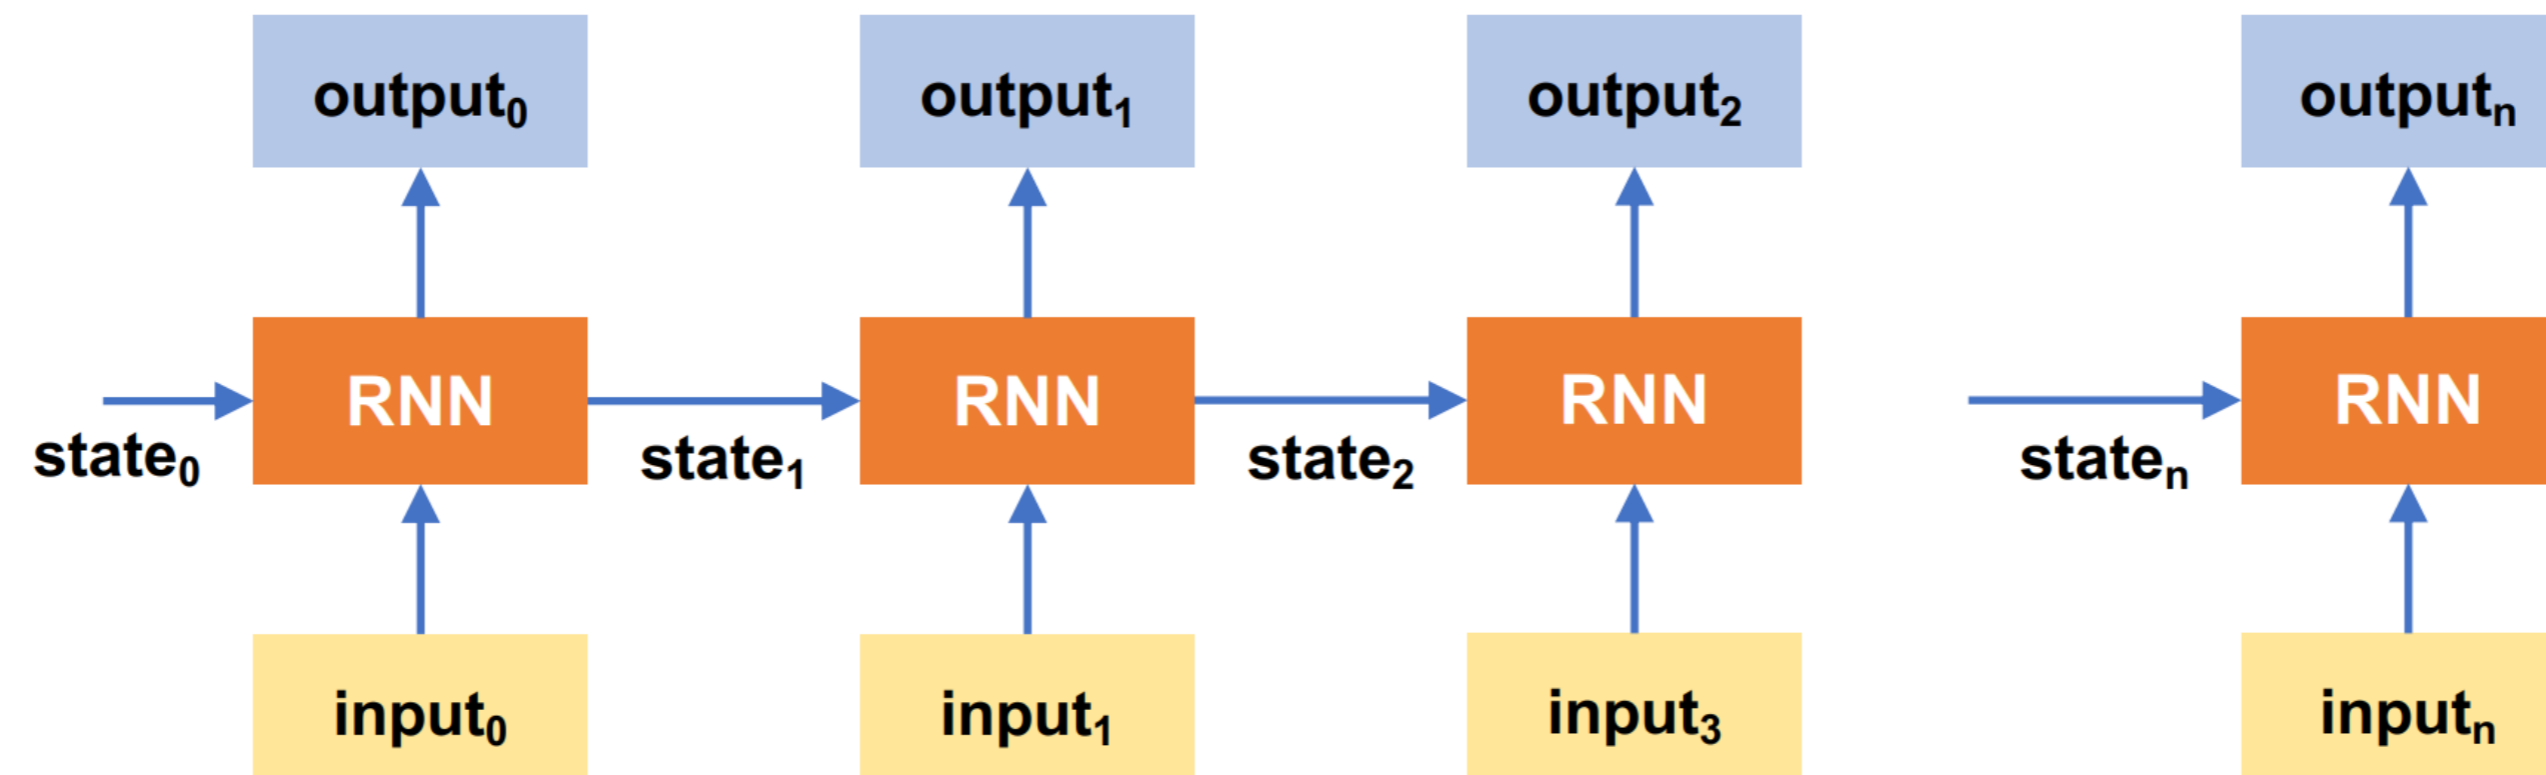 output₀ output₁ output₂ outputₙ
RNN RNN RNN RNN
state₀ state₁ state₂ stateₙ
input₀ input₁ input₃ inputₙ